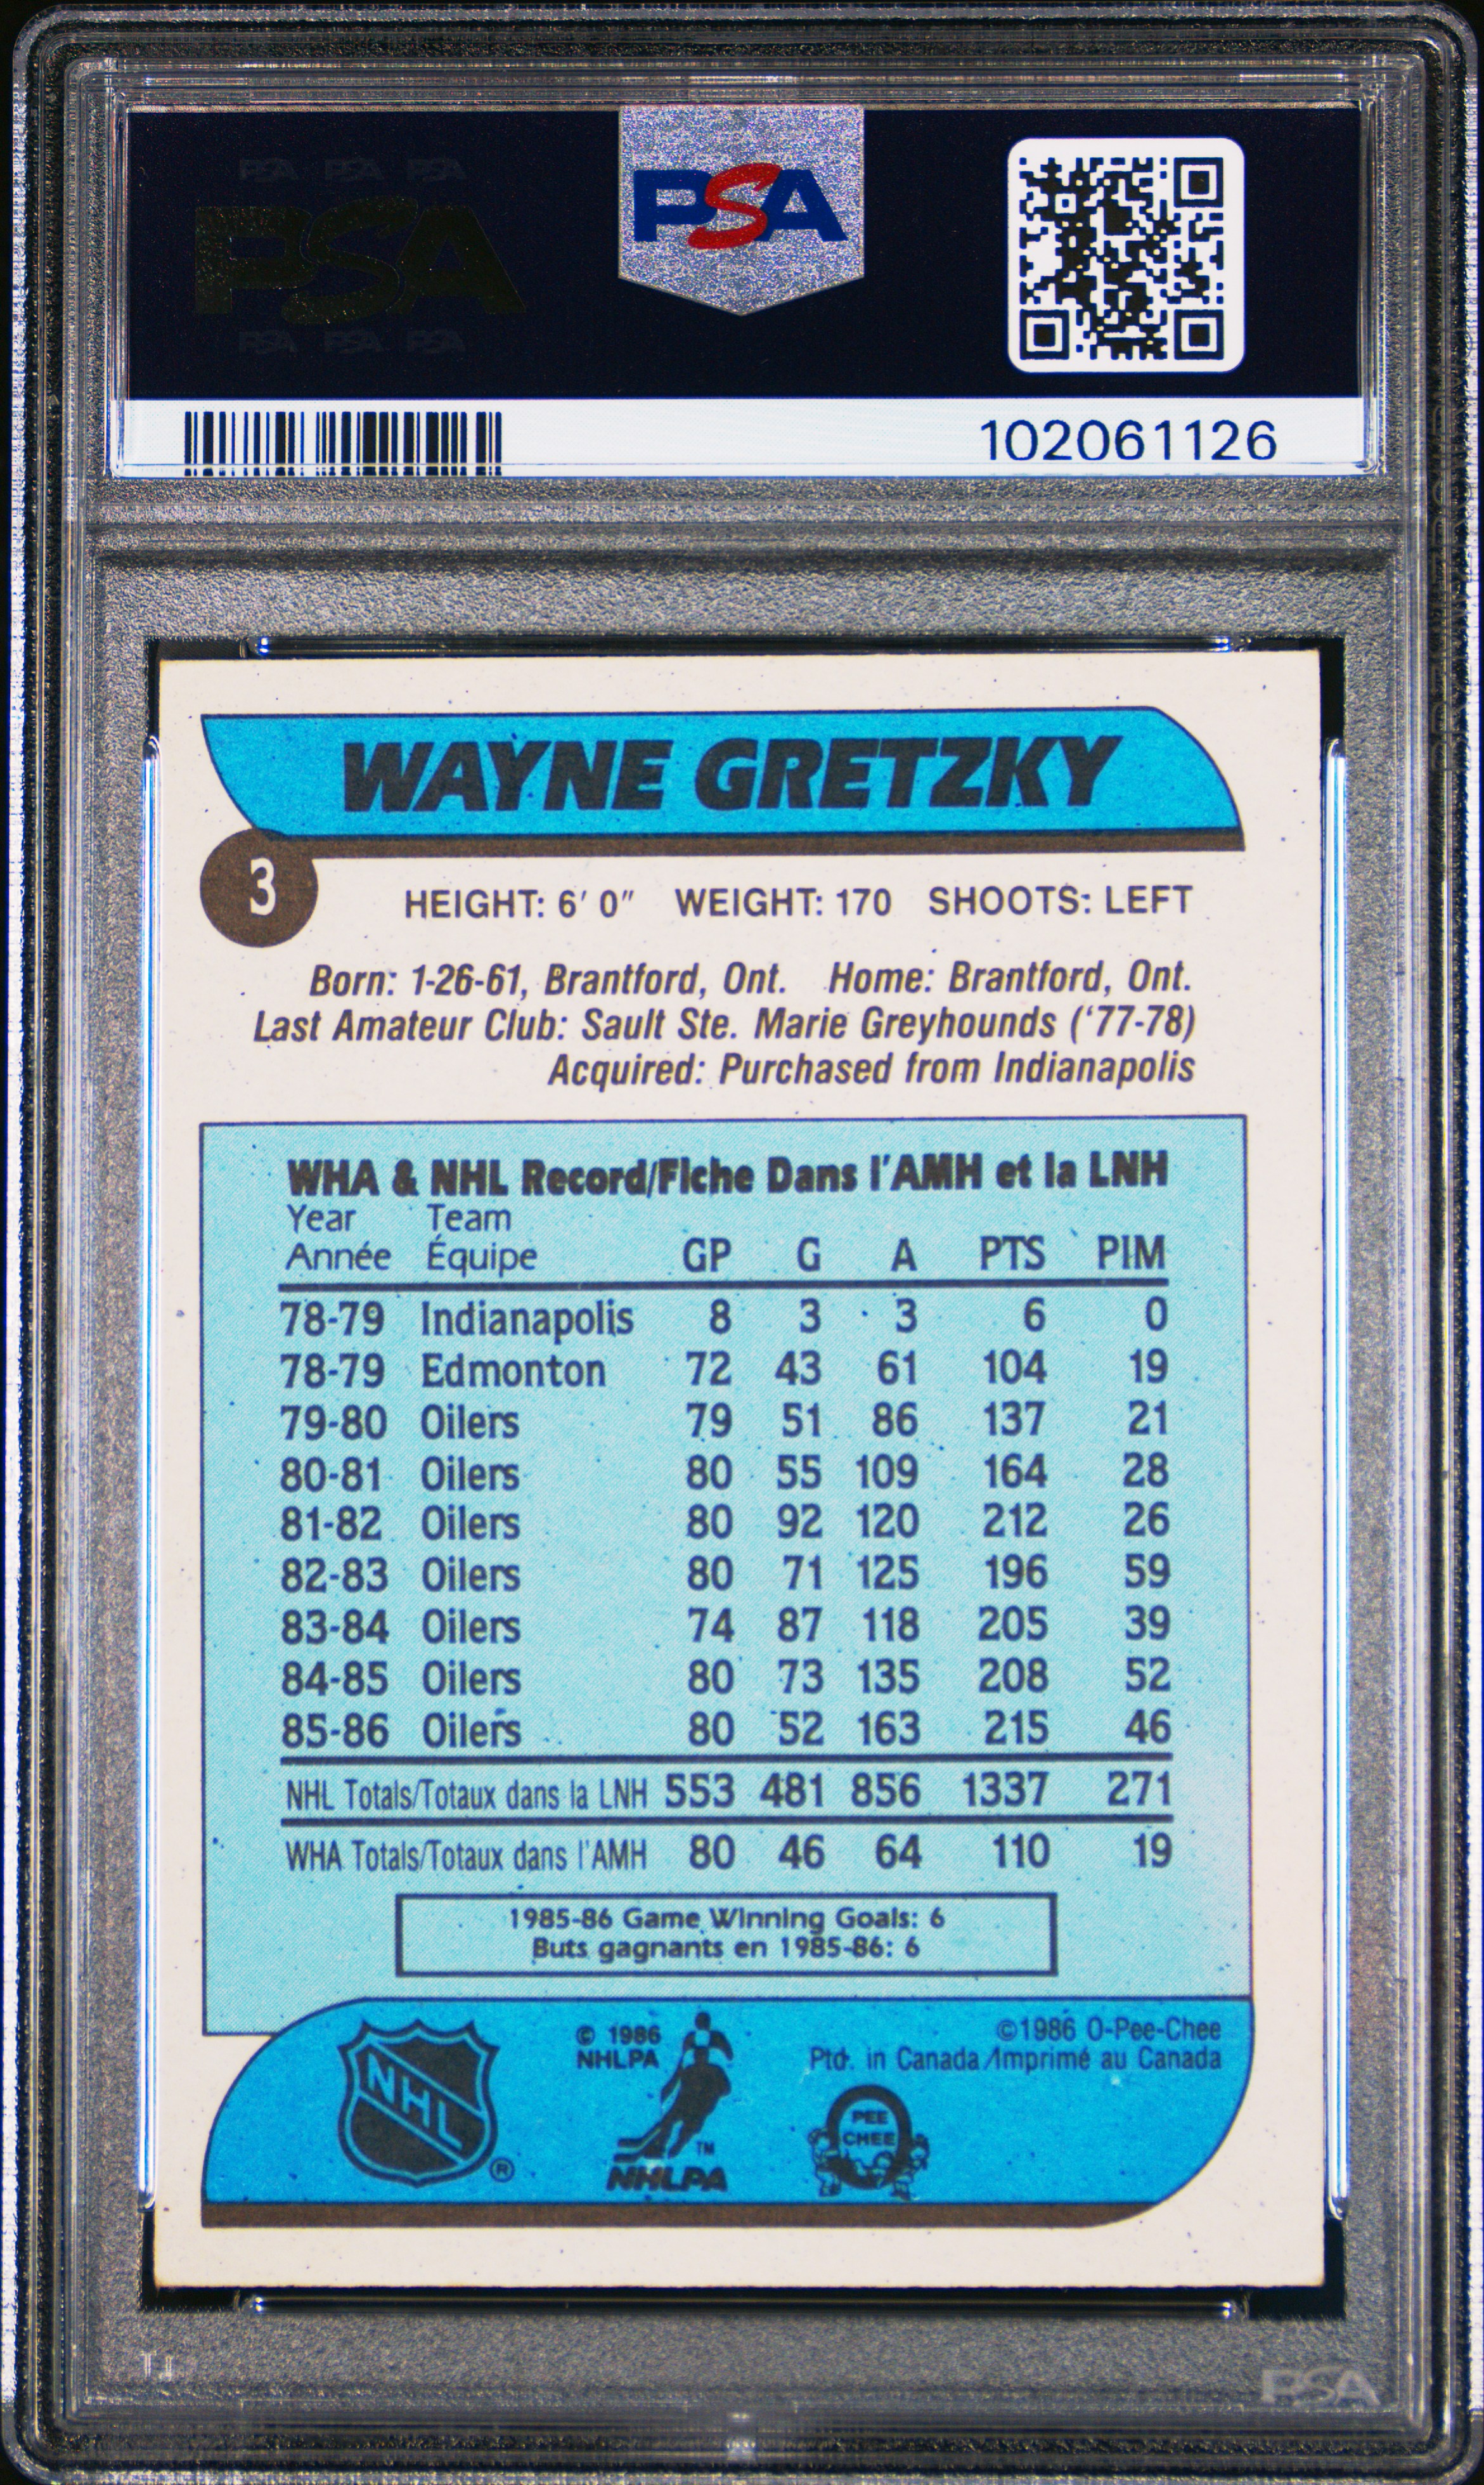 PSA PSA PSA
PSA
PSA PSA PSA
PSA
102061126
WAYNE GRETZKY
3
HEIGHT: 6' 0" WEIGHT: 170 SHOOTS: LEFT
Born: 1-26-61, Brantford, Ont. Home: Brantford, Ont.
Last Amateur Club: Sault Ste. Marie Greyhounds ('77-78)
Acquired: Purchased from Indianapolis
WHA & NHL Record/Fiche Dans l'AMH et la LNH
Year Team
Année Équipe GP G A PTS PIM
78-79 Indianapolis 8 3 3 6 0
78-79 Edmonton 72 43 61 104 19
79-80 Oilers 79 51 86 137 21
80-81 Oilers 80 55 109 164 28
81-82 Oilers 80 92 120 212 26
82-83 Oilers 80 71 125 196 59
83-84 Oilers 74 87 118 205 39
84-85 Oilers 80 73 135 208 52
85-86 Oilers 80 52 163 215 46
NHL Totals/Totaux dans la LNH 553 481 856 1337 271
WHA Totals/Totaux dans l'AMH 80 46 64 110 19
1985-86 Game Winning Goals: 6
Buts gagnants en 1985-86: 6
NHL
®
© 1986
NHLPA
TM
NHLPA
©1986 O-Pee-Chee
Ptd. in Canada/Imprimé au Canada
PEE
CHEE
PSA